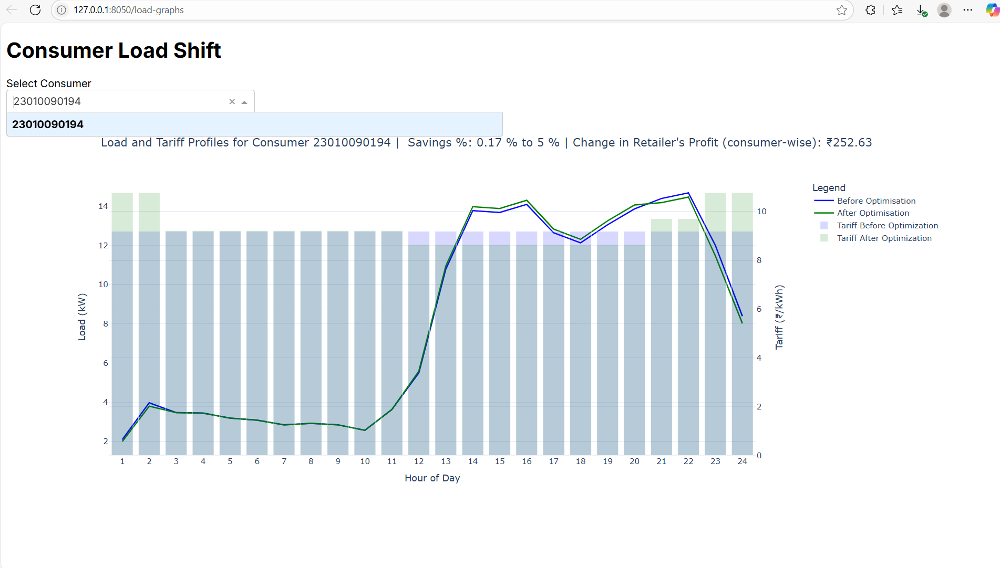 127.0.0.1:8050/load-graphs
Consumer Load Shift
Select Consumer
23010090194
23010090194
Load and Tariff Profiles for Consumer 23010090194 | Savings %: 0.17 % to 5 % | Change in Retailer's Profit (consumer-wise): ₹252.63
Legend
Before Optimisation
After Optimisation
Tariff Before Optimization
Tariff After Optimization
14
12
10
8
6
4
2
Load (kW)
10
8
6
4
2
0
Tariff (₹/kWh)
1 2 3 4 5 6 7 8 9 10 11 12 13 14 15 16 17 18 19 20 21 22 23 24
Hour of Day